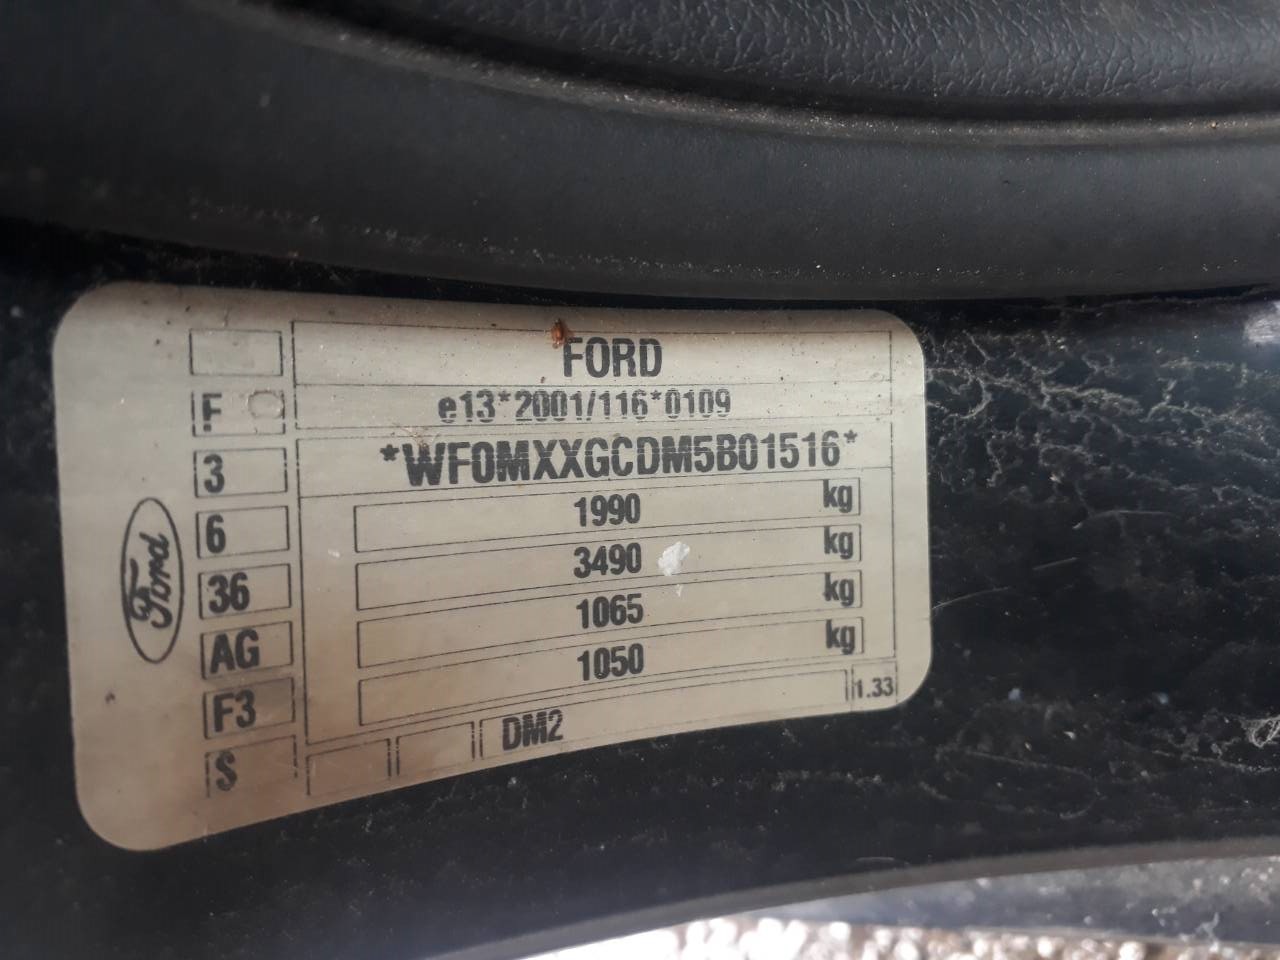 FORD
F e13*2001/116*0109
3 *WF0MXXGCDM5B01516*
6 1990 kg
36 3490 kg
AG 1065 kg
F3 1050 kg
S DM2 1.33
Ford